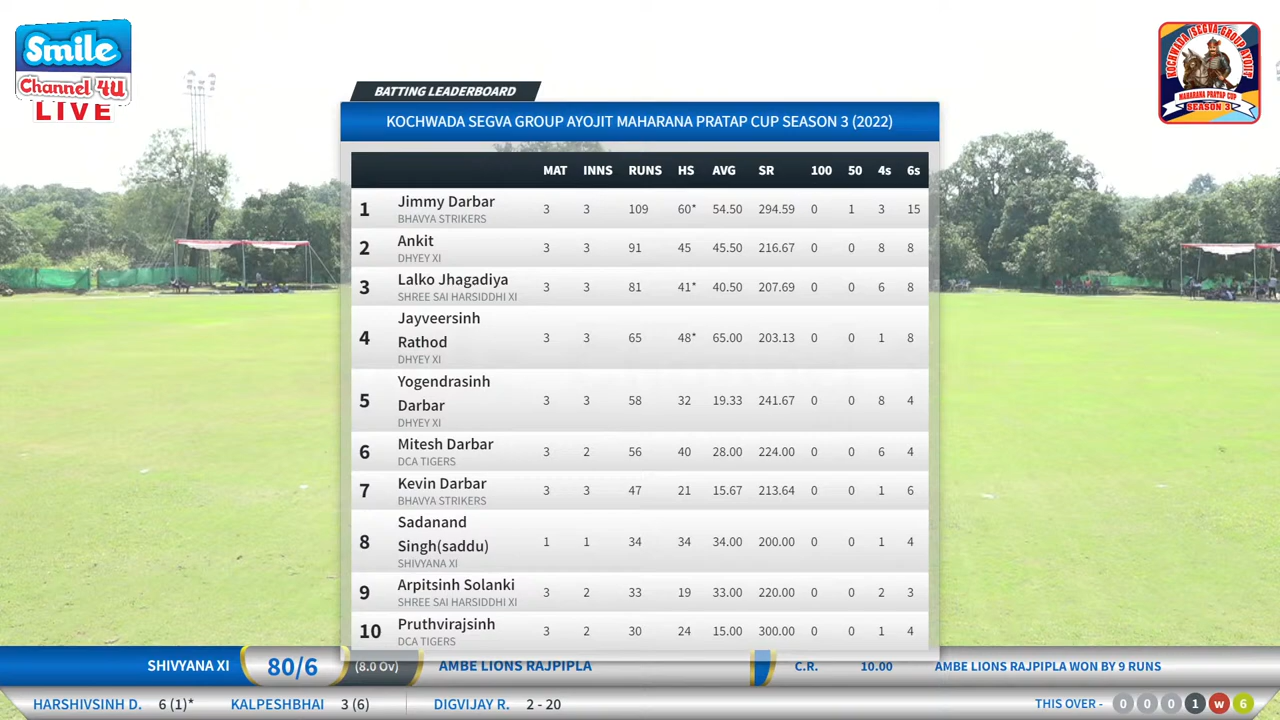 Smile
Channel 4U
LIVE
KOCHWADA SEGVA GROUP AYOJIT
MAHARANA PRATAP CUP
SEASON 3
BATTING LEADERBOARD
KOCHWADA SEGVA GROUP AYOJIT MAHARANA PRATAP CUP SEASON 3 (2022)
MAT INNS RUNS HS AVG SR 100 50 4s 6s
1 Jimmy Darbar 3 3 109 60* 54.50 294.59 0 1 3 15
BHAVYA STRIKERS
2 Ankit 3 3 91 45 45.50 216.67 0 0 8 8
DHYEY XI
3 Lalko Jhagadiya 3 3 81 41* 40.50 207.69 0 0 6 8
SHREE SAI HARSIDDHI XI
4 Jayveersinh
Rathod 3 3 65 48* 65.00 203.13 0 0 1 8
DHYEY XI
5 Yogendrasinh
Darbar 3 3 58 32 19.33 241.67 0 0 8 4
DHYEY XI
6 Mitesh Darbar 3 2 56 40 28.00 224.00 0 0 6 4
DCA TIGERS
7 Kevin Darbar 3 3 47 21 15.67 213.64 0 0 1 6
BHAVYA STRIKERS
8 Sadanand
Singh(saddu) 1 1 34 34 34.00 200.00 0 0 1 4
SHIVYANA XI
9 Arpitsinh Solanki 3 2 33 19 33.00 220.00 0 0 2 3
SHREE SAI HARSIDDHI XI
10 Pruthvirajsinh 3 2 30 24 15.00 300.00 0 0 1 4
DCA TIGERS
SHIVYANA XI 80/6 (8.0 Ov) AMBE LIONS RAJPIPLA C.R. 10.00 AMBE LIONS RAJPIPLA WON BY 9 RUNS
HARSHIVSINH D. 6 (1)* KALPESHBHAI 3 (6) DIGVIJAY R. 2 - 20 THIS OVER - 0 0 0 1 w 6